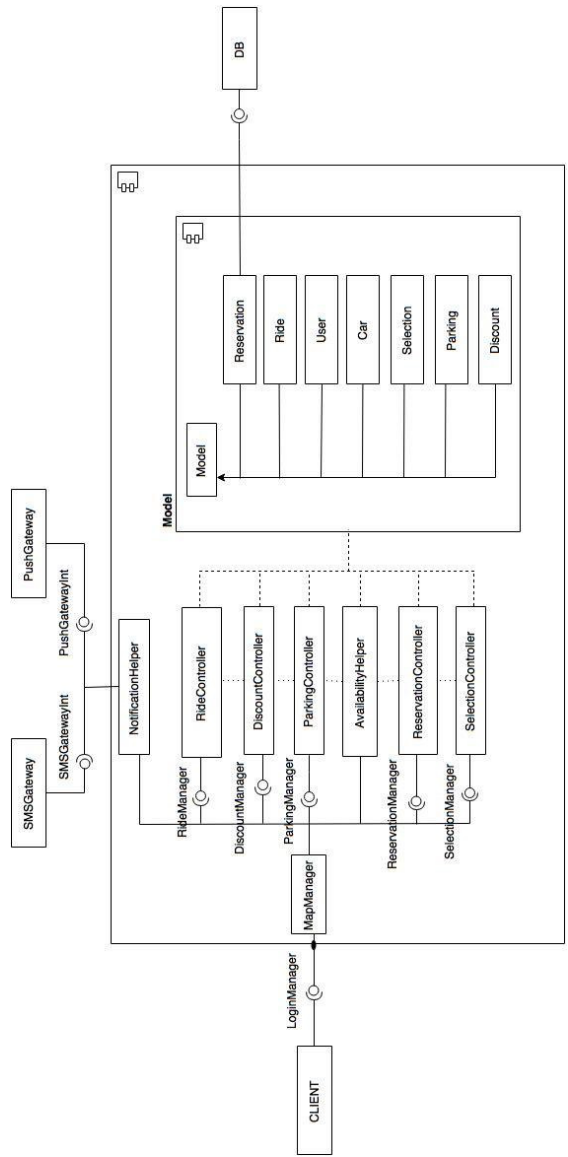 SMSGateway
PushGateway
SMSGatewayInt
PushGatewayInt
NotificationHelper
CLIENT
LoginManager
MapManager
RideManager
DiscountManager
ParkingManager
ReservationManager
SelectionManager
RideController
DiscountController
ParkingController
AvailabilityHelper
ReservationController
SelectionController
Model
Model
Reservation
Ride
User
Car
Selection
Parking
Discount
DB